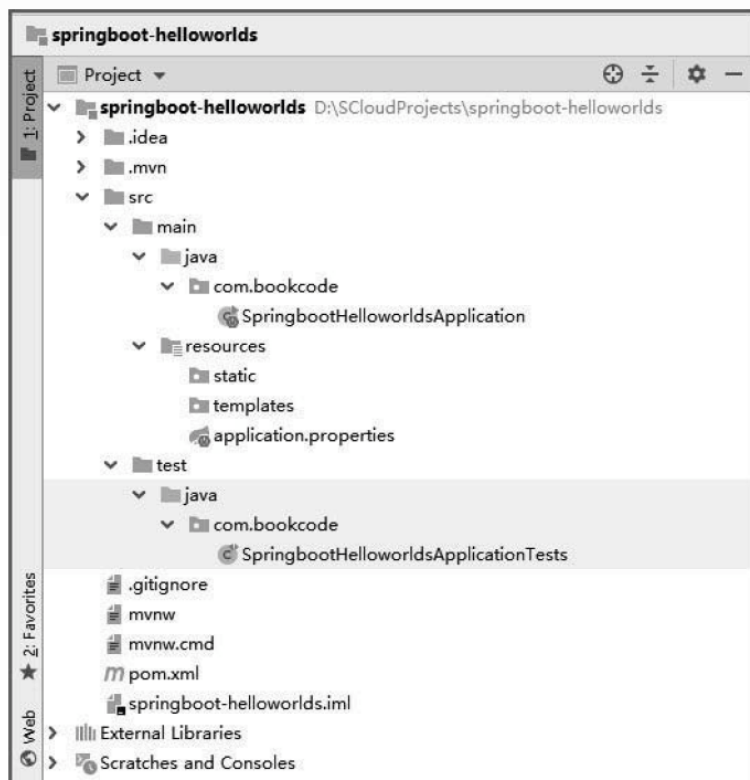 springboot-helloworlds
1: Project
Project
springboot-helloworlds D:\SCloudProjects\springboot-helloworlds
.idea
.mvn
src
main
java
com.bookcode
SpringbootHelloworldsApplication
resources
static
templates
application.properties
test
java
com.bookcode
SpringbootHelloworldsApplicationTests
.gitignore
mvnw
mvnw.cmd
pom.xml
springboot-helloworlds.iml
External Libraries
Scratches and Consoles
2: Favorites
Web